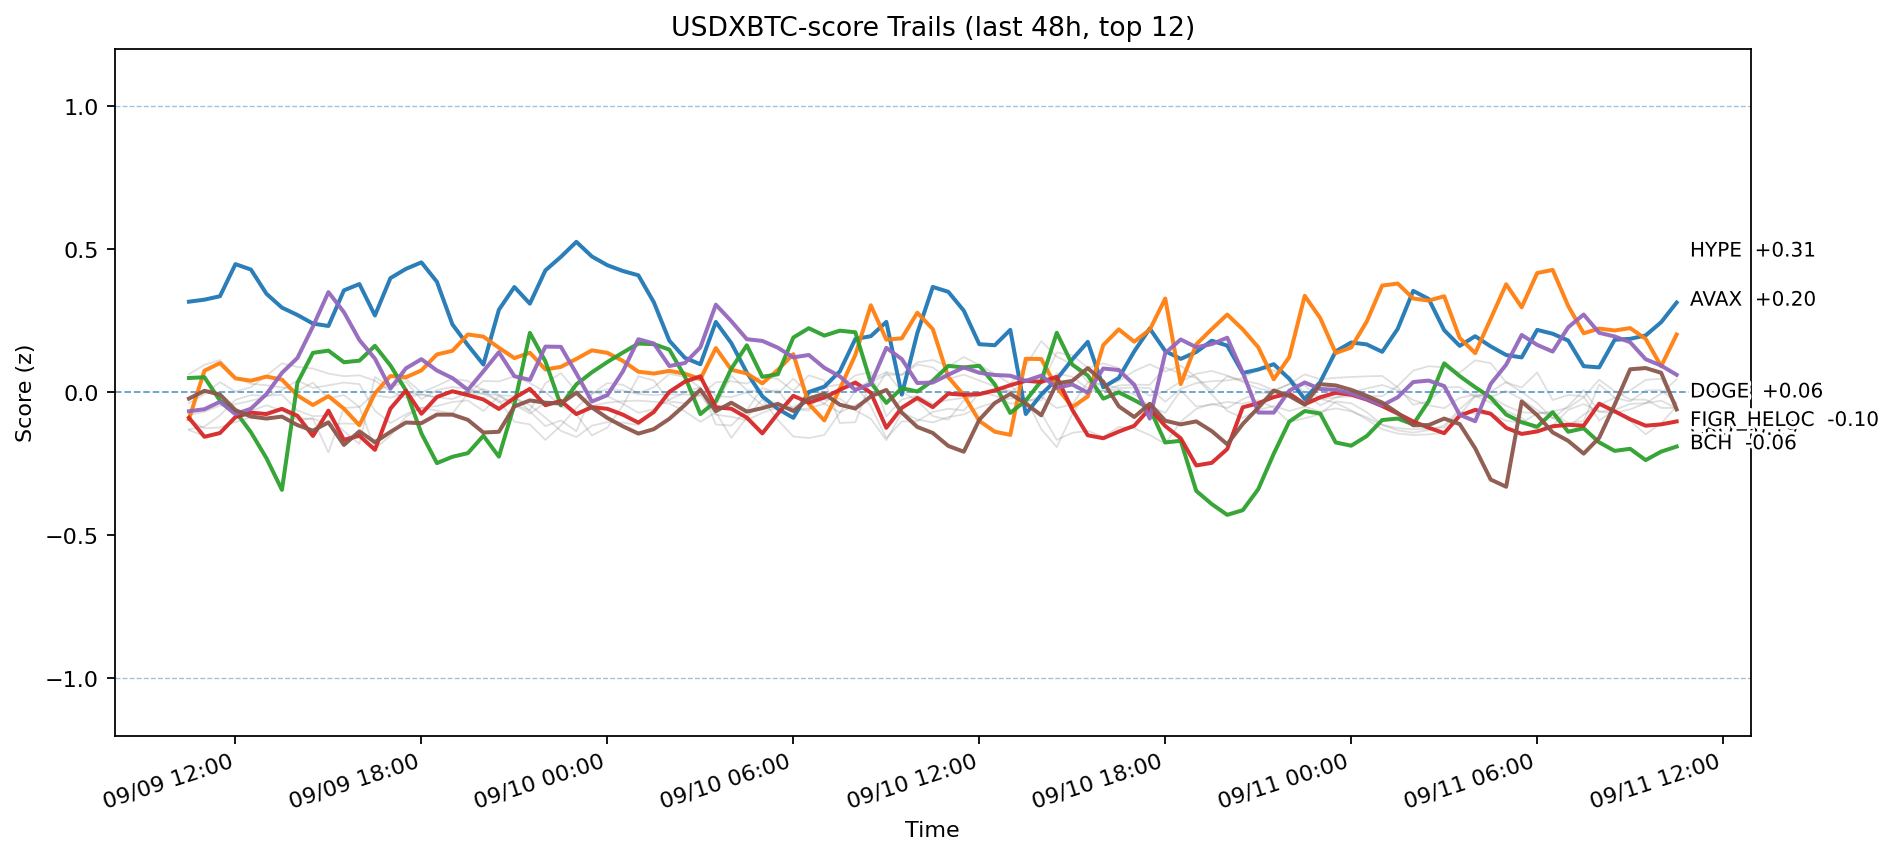 USDXBTC-score Trails (last 48h, top 12)
Score (z)
1.0
0.5
0.0
−0.5
−1.0
HYPE +0.31
AVAX +0.20
DOGE +0.06
FIGR_HELOC -0.10
BCH -0.06
09/09 12:00
09/09 18:00
09/10 00:00
09/10 06:00
09/10 12:00
09/10 18:00
09/11 00:00
09/11 06:00
09/11 12:00
Time